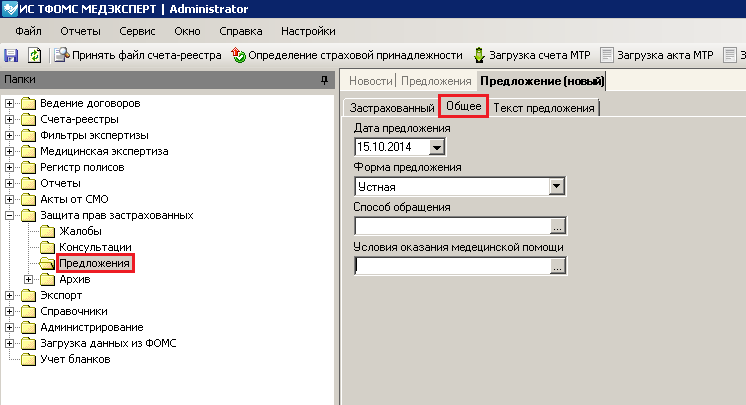 ИС ТФОМС МЕДЭКСПЕРТ | Administrator
Файл Отчеты Сервис Окно Справка Настройки
Принять файл счета-реестра Определение страховой принадлежности Загрузка счета МТР Загрузка акта МТР З
Папки
Новости Предложения Предложение (новый)
Застрахованный Общее Текст предложения
Ведение договоров
Счета-реестры
Фильтры экспертизы
Медицинская экспертиза
Регистр полисов
Отчеты
Акты от СМО
Защита прав застрахованных
Жалобы
Консультации
Предложения
Архив
Экспорт
Справочники
Администрирование
Загрузка данных из ФОМС
Учет бланков
Дата предложения
15.10.2014
Форма предложения
Устная
Способ обращения
...
Условия оказания медецинской помощи
...